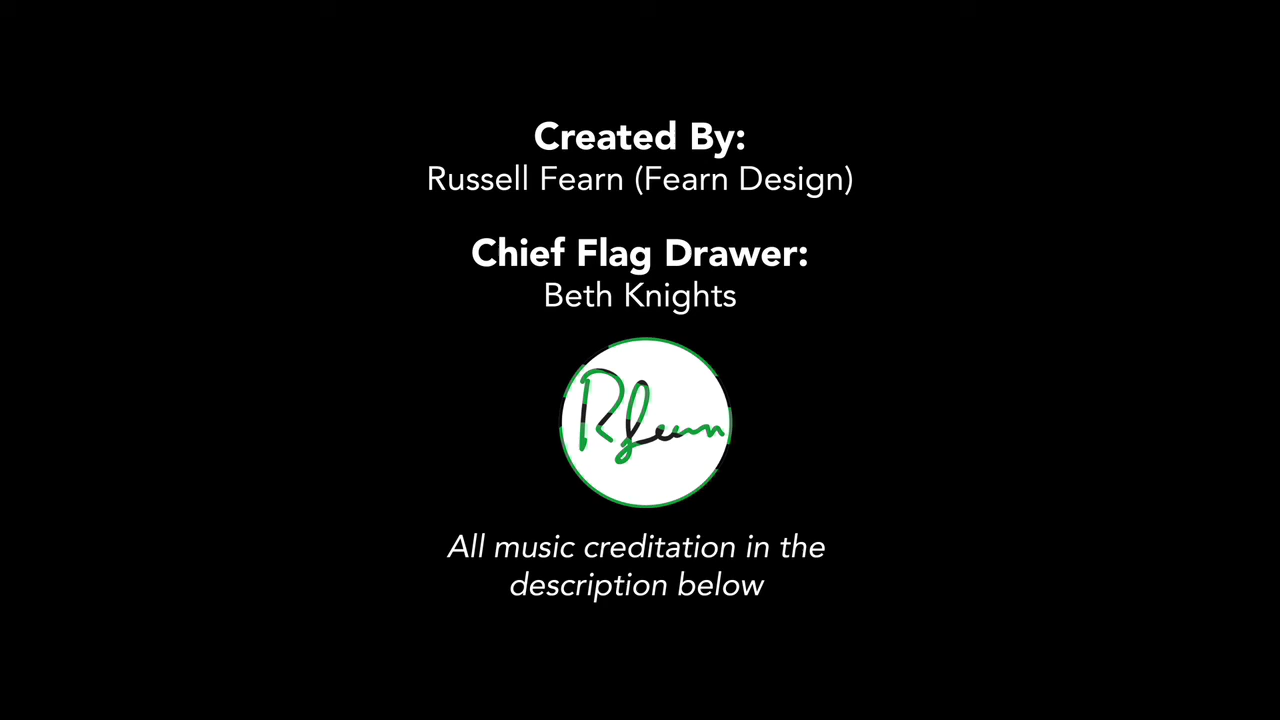 Created By:
Russell Fearn (Fearn Design)
Chief Flag Drawer:
Beth Knights
RFearn
All music creditation in the
description below